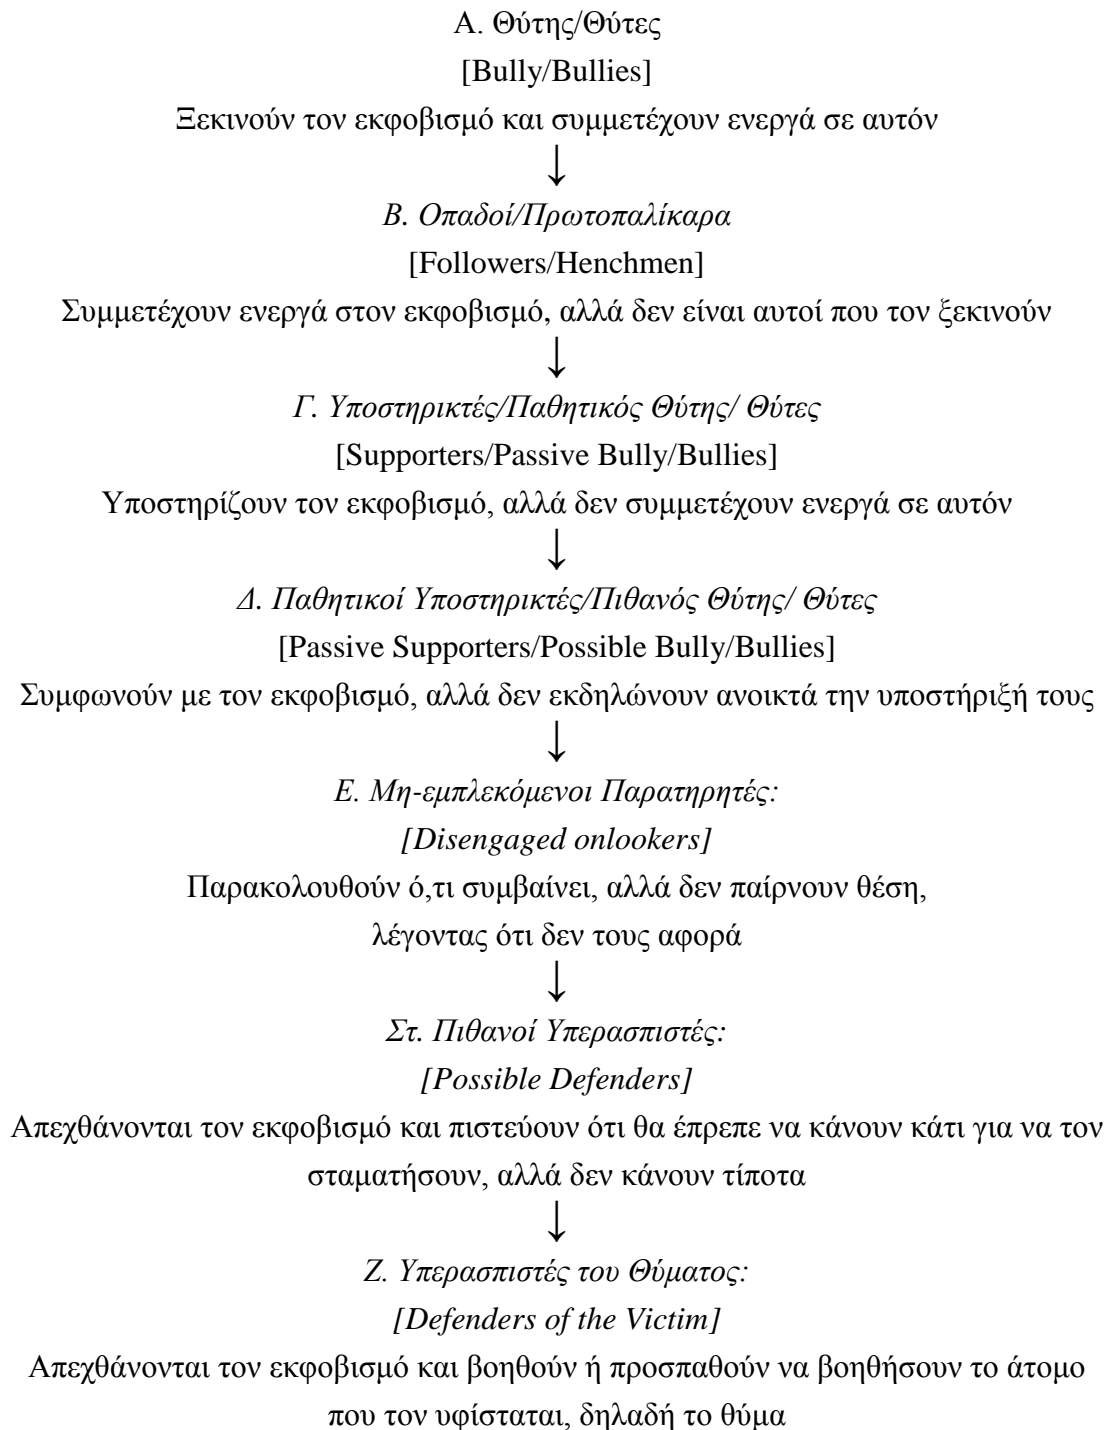 Α. Θύτης/Θύτες
[Bully/Bullies]
Ξεκινούν τον εκφοβισμό και συμμετέχουν ενεργά σε αυτόν
↓
Β. Οπαδοί/Πρωτοπαλίκαρα
[Followers/Henchmen]
Συμμετέχουν ενεργά στον εκφοβισμό, αλλά δεν είναι αυτοί που τον ξεκινούν
↓
Γ. Υποστηρικτές/Παθητικός Θύτης/ Θύτες
[Supporters/Passive Bully/Bullies]
Υποστηρίζουν τον εκφοβισμό, αλλά δεν συμμετέχουν ενεργά σε αυτόν
↓
Δ. Παθητικοί Υποστηρικτές/Πιθανός Θύτης/ Θύτες
[Passive Supporters/Possible Bully/Bullies]
Συμφωνούν με τον εκφοβισμό, αλλά δεν εκδηλώνουν ανοικτά την υποστήριξή τους
↓
Ε. Μη-εμπλεκόμενοι Παρατηρητές:
[Disengaged onlookers]
Παρακολουθούν ό,τι συμβαίνει, αλλά δεν παίρνουν θέση,
λέγοντας ότι δεν τους αφορά
↓
Στ. Πιθανοί Υπερασπιστές:
[Possible Defenders]
Απεχθάνονται τον εκφοβισμό και πιστεύουν ότι θα έπρεπε να κάνουν κάτι για να τον
σταματήσουν, αλλά δεν κάνουν τίποτα
↓
Ζ. Υπερασπιστές του Θύματος:
[Defenders of the Victim]
Απεχθάνονται τον εκφοβισμό και βοηθούν ή προσπαθούν να βοηθήσουν το άτομο
που τον υφίσταται, δηλαδή το θύμα